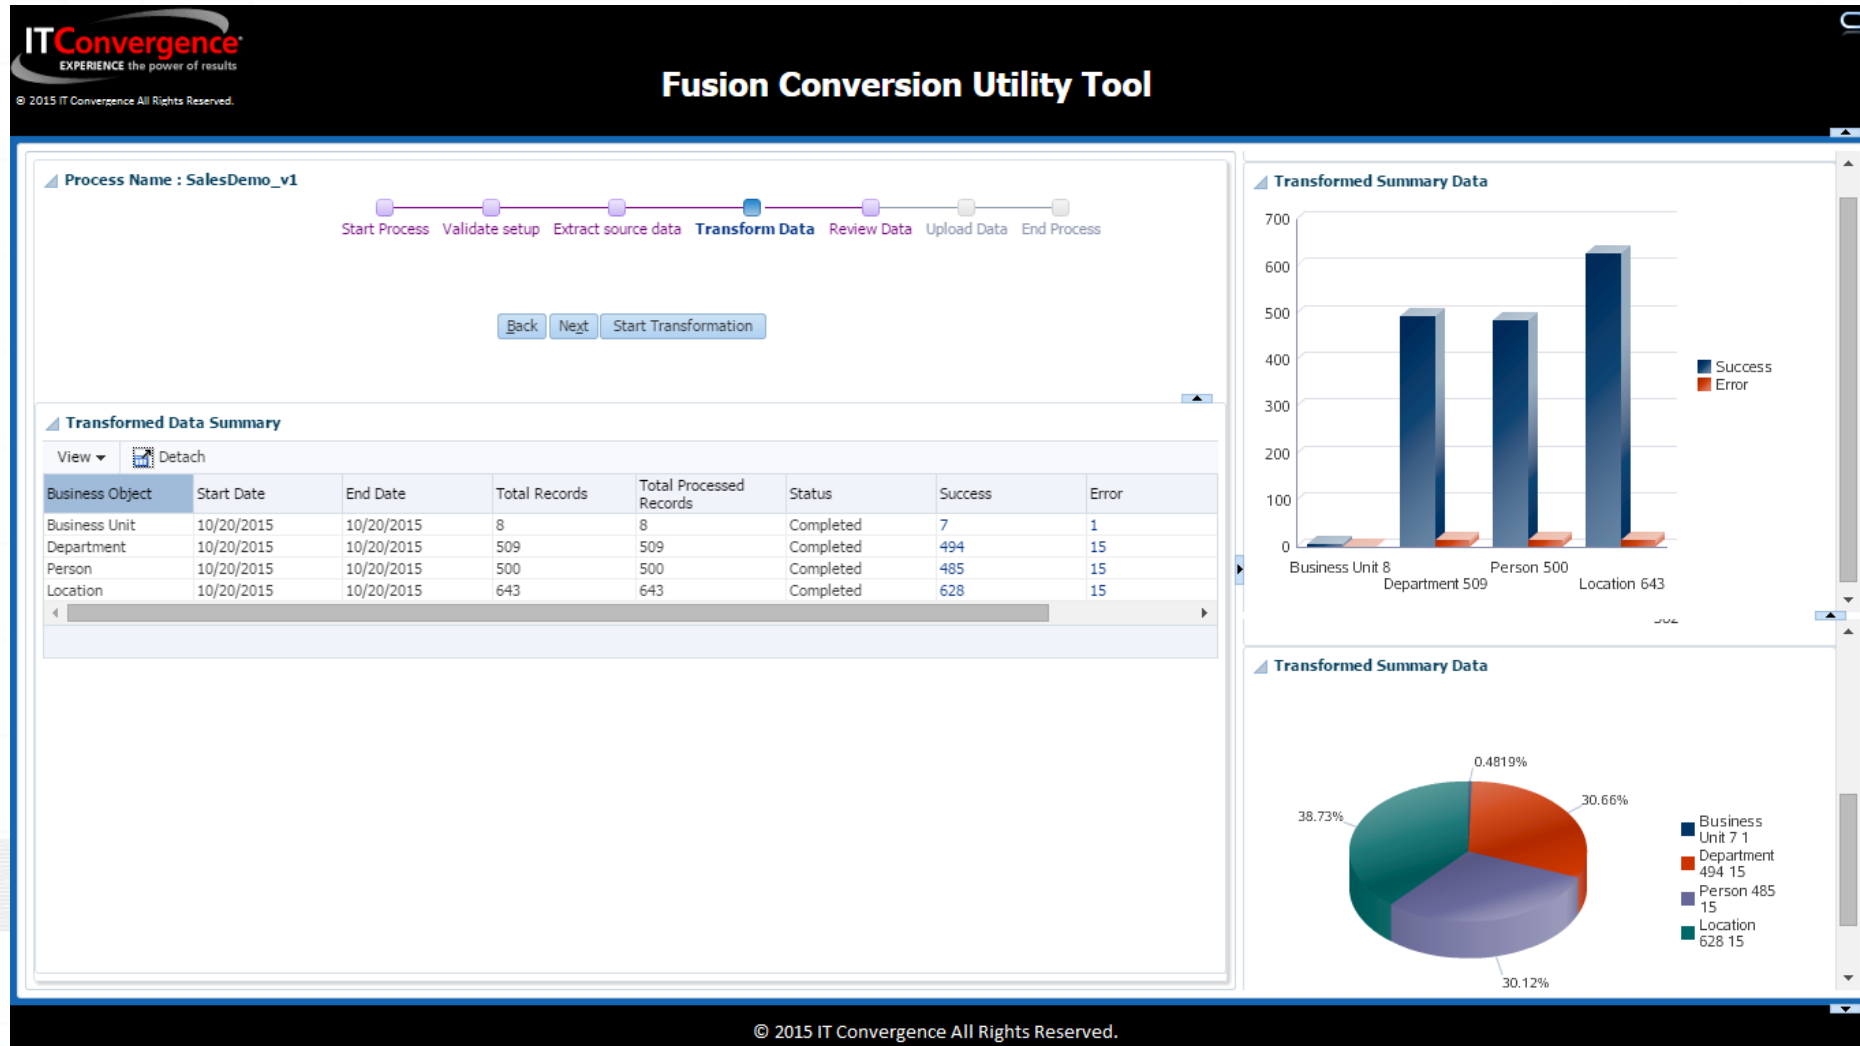 ITConvergence
EXPERIENCE the power of results
© 2015 IT Convergence All Rights Reserved.
Fusion Conversion Utility Tool
Process Name : SalesDemo_v1
Start Process Validate setup Extract source data Transform Data Review Data Upload Data End Process
Back Next Start Transformation
Transformed Data Summary
View Detach
Business Object Start Date End Date Total Records Total Processed Records Status Success Error
Business Unit 10/20/2015 10/20/2015 8 8 Completed 7 1
Department 10/20/2015 10/20/2015 509 509 Completed 494 15
Person 10/20/2015 10/20/2015 500 500 Completed 485 15
Location 10/20/2015 10/20/2015 643 643 Completed 628 15
Transformed Summary Data
700
600
500
400
300
200
100
0
Business Unit 8
Department 509
Person 500
Location 643
Success
Error
Transformed Summary Data
0.4819%
30.66%
38.73%
30.12%
Business
Unit 7 1
Department
494 15
Person 485
15
Location
628 15
© 2015 IT Convergence All Rights Reserved.